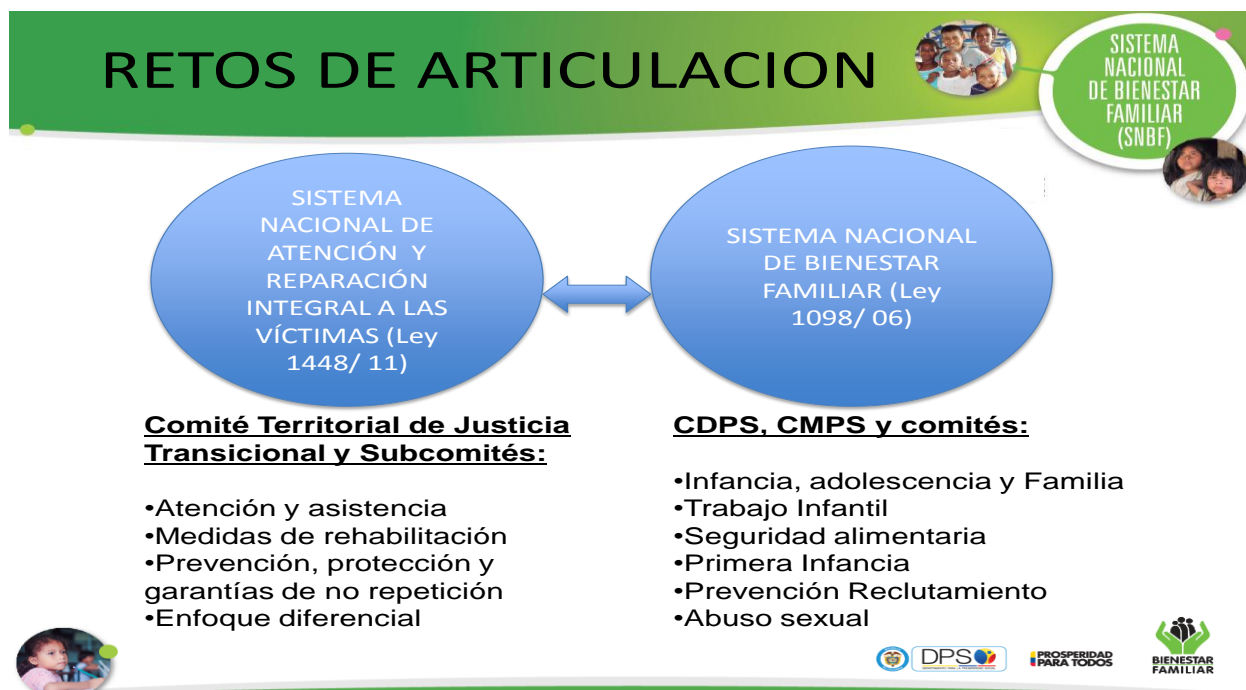 RETOS DE ARTICULACION
SISTEMA
NACIONAL
DE BIENESTAR
FAMILIAR
(SNBF)
SISTEMA
NACIONAL DE
ATENCIÓN Y
REPARACIÓN
INTEGRAL A LAS
VÍCTIMAS (Ley
1448/ 11)
SISTEMA NACIONAL
DE BIENESTAR
FAMILIAR (Ley
1098/ 06)
Comité Territorial de Justicia
Transicional y Subcomités:
•Atención y asistencia
•Medidas de rehabilitación
•Prevención, protección y
garantías de no repetición
•Enfoque diferencial
CDPS, CMPS y comités:
•Infancia, adolescencia y Familia
•Trabajo Infantil
•Seguridad alimentaria
•Primera Infancia
•Prevención Reclutamiento
•Abuso sexual
DPS
PROSPERIDAD
PARA TODOS
BIENESTAR
FAMILIAR